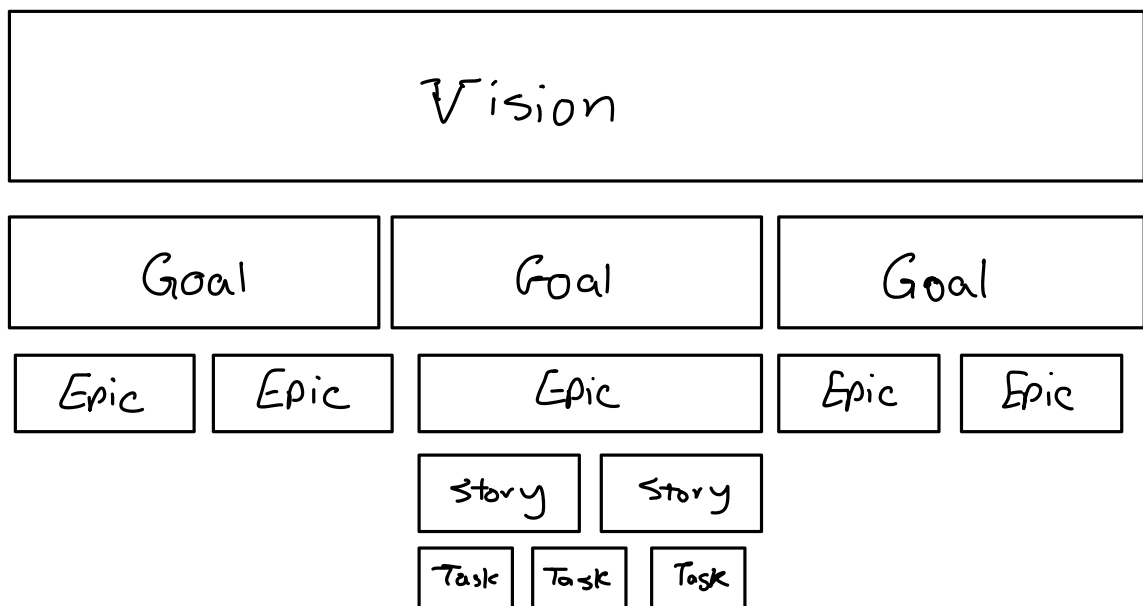 Vision
Goal Goal Goal
Epic Epic Epic Epic Epic
Story Story
Task Task Task